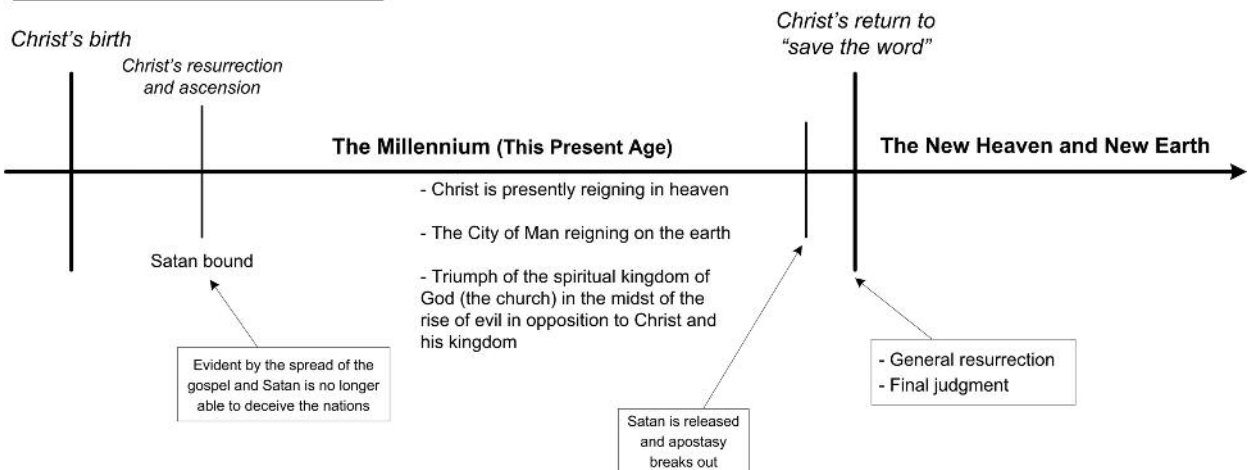 Christ's birth
Christ's resurrection
and ascension
Christ's return to
"save the word"
The Millennium (This Present Age)
The New Heaven and New Earth
- Christ is presently reigning in heaven
- The City of Man reigning on the earth
- Triumph of the spiritual kingdom of
God (the church) in the midst of the
rise of evil in opposition to Christ and
his kingdom
Satan bound
Evident by the spread of the
gospel and Satan is no longer
able to deceive the nations
Satan is released
and apostasy
breaks out
- General resurrection
- Final judgment